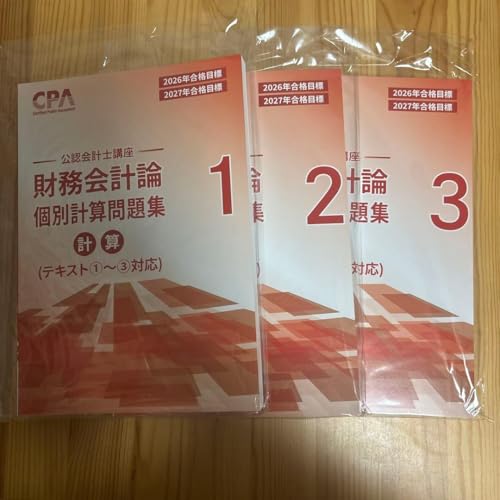 CPA
2026年合格目標
2027年合格目標
公認会計士講座
財務会計論
個別計算問題集
計算
(テキスト①～③対応)
1
2026年合格目標
2027年合格目標
論
集
2
2026年合格目標
2027年合格目標
座
計論
題集
対応)
3